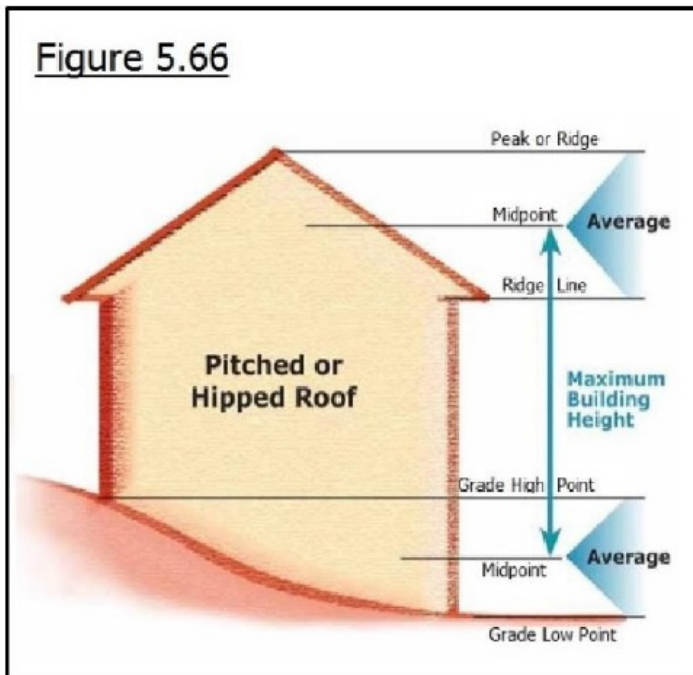 Figure 5.66
Peak or Ridge
Midpoint
Average
Ridge Line
Pitched or
Hipped Roof
Maximum
Building
Height
Grade High Point
Average
Midpoint
Grade Low Point